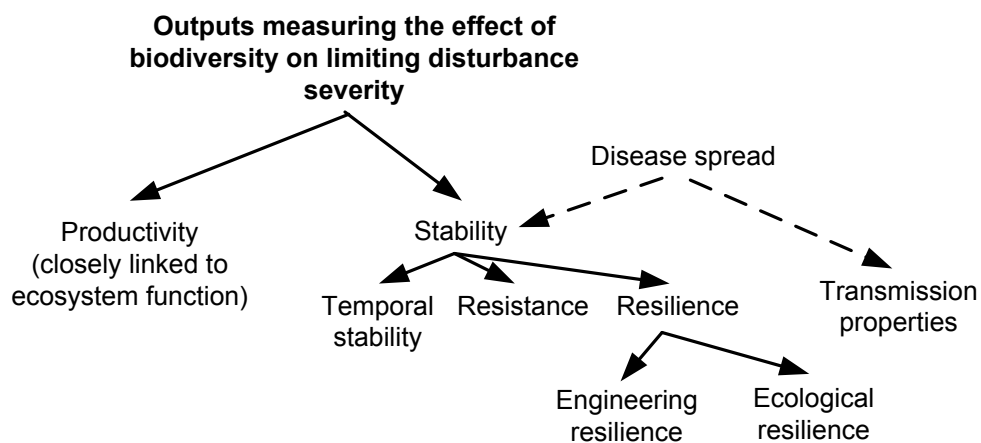 Outputs measuring the effect of
biodiversity on limiting disturbance
severity
Disease spread
Productivity
(closely linked to
ecosystem function)
Stability
Temporal
stability
Resistance
Resilience
Transmission
properties
Engineering
resilience
Ecological
resilience